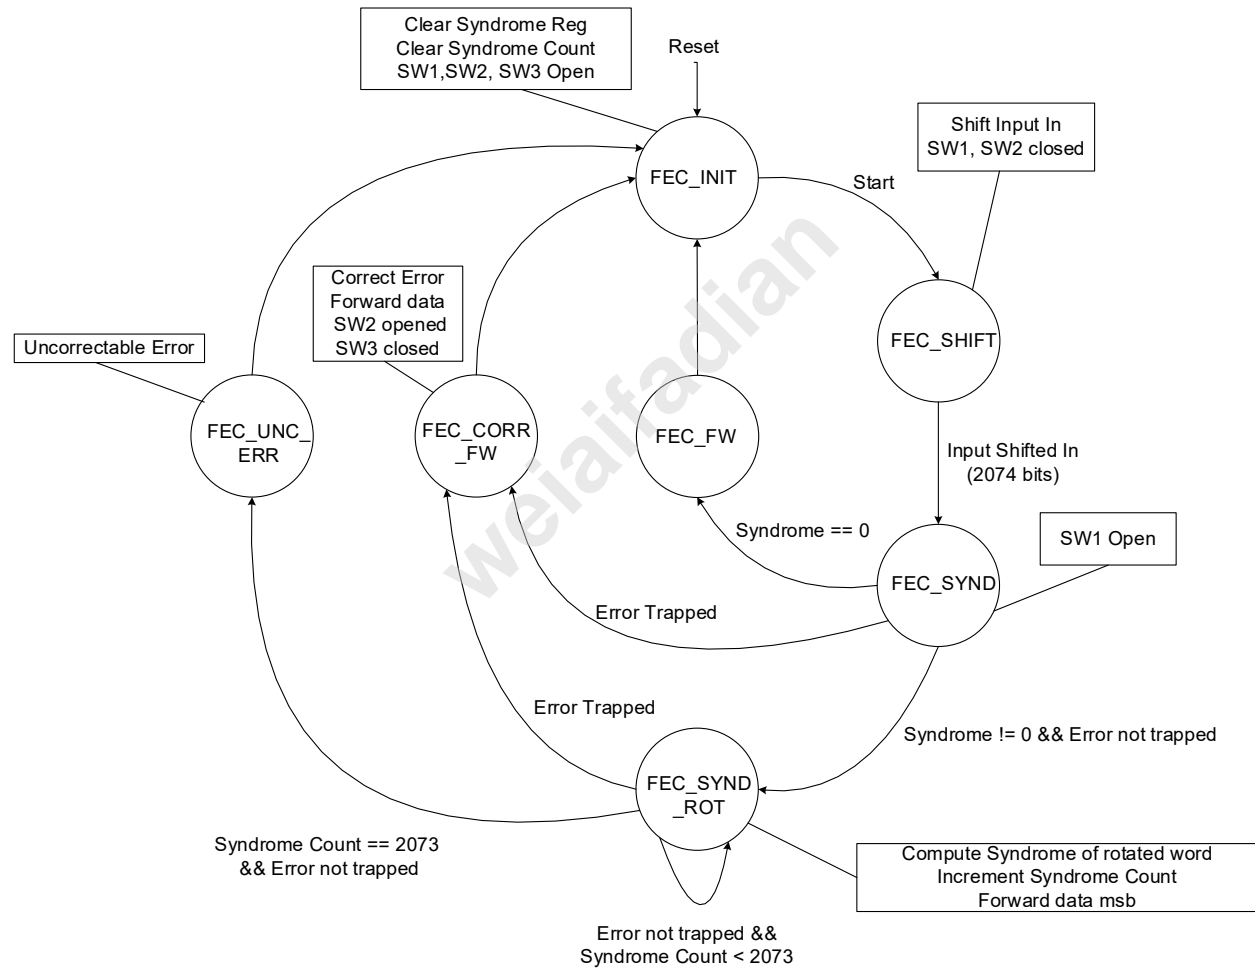 Clear Syndrome Reg
Clear Syndrome Count
SW1,SW2, SW3 Open
Reset
Shift Input In
SW1, SW2 closed
FEC_INIT
Start
Correct Error
Forward data
SW2 opened
SW3 closed
Uncorrectable Error
FEC_SHIFT
FEC_UNC_
ERR
FEC_CORR
_FW
FEC_FW
Input Shifted In
(2074 bits)
Syndrome == 0
SW1 Open
FEC_SYND
Error Trapped
Error Trapped
Syndrome != 0 && Error not trapped
FEC_SYND
_ROT
Syndrome Count == 2073
&& Error not trapped
Compute Syndrome of rotated word
Increment Syndrome Count
Forward data msb
Error not trapped &&
Syndrome Count < 2073
weiaifadian